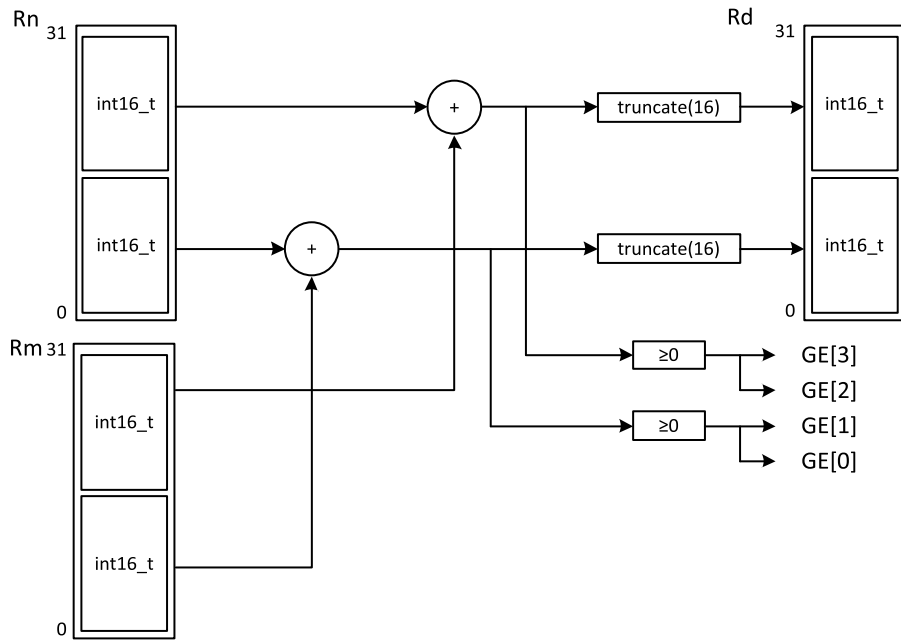 Rn
31
int16_t
int16_t
0
Rm
31
int16_t
int16_t
0
+
+
truncate(16)
truncate(16)
Rd
31
int16_t
int16_t
0
≥0
GE[3]
GE[2]
≥0
GE[1]
GE[0]